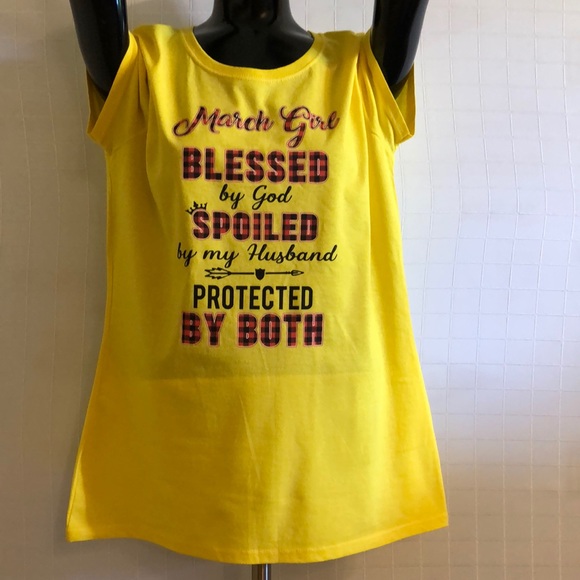 March Girl
BLESSED
by God
SPOILED
by my Husband
PROTECTED
BY BOTH